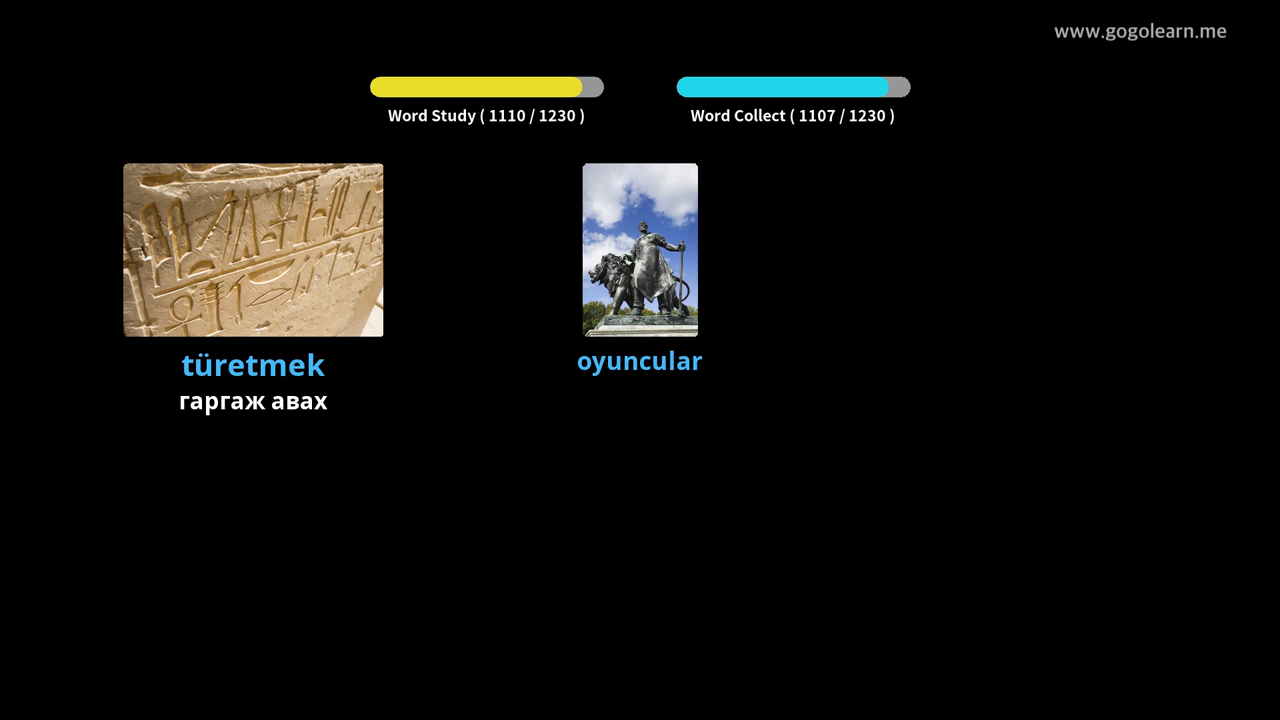 www.gogolearn.me
Word Study ( 1110 / 1230 )
Word Collect ( 1107 / 1230 )
türetmek
гаргаж авах
oyuncular